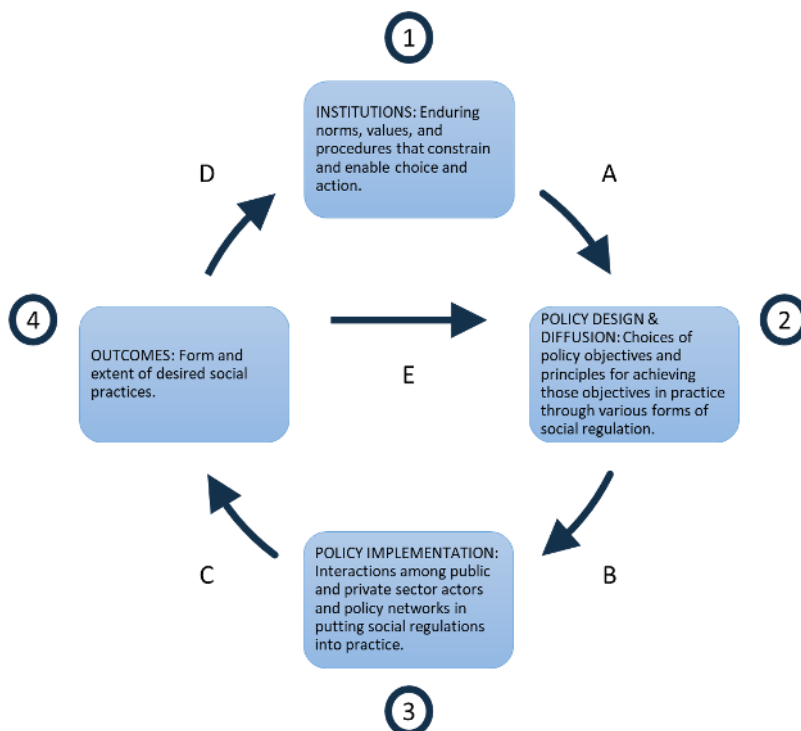 1
INSTITUTIONS: Enduring
norms, values, and
procedures that constrain
and enable choice and
action.
D
A
4
OUTCOMES: Form and
extent of desired social
practices.
E
POLICY DESIGN &
DIFFUSION: Choices of
policy objectives and
principles for achieving
those objectives in practice
through various forms of
social regulation.
2
C
POLICY IMPLEMENTATION:
Interactions among public
and private sector actors
and policy networks in
putting social regulations
into practice.
B
3